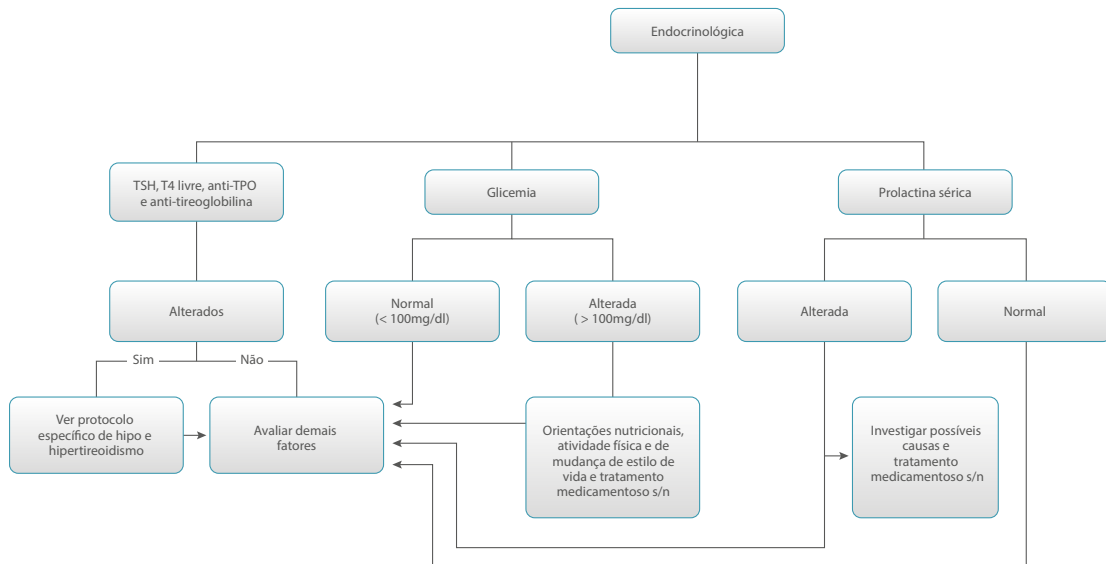 Endocrinológica
TSH, T4 livre, anti-TPO
e anti-tireoglobilina
Glicemia
Prolactina sérica
Alterados
Normal
(< 100mg/dl)
Alterada
( > 100mg/dl)
Alterada
Normal
Sim
Não
Ver protocolo
específico de hipo e
hipertireoidismo
Avaliar demais
fatores
Orientações nutricionais,
atividade física e de
mudança de estilo de
vida e tratamento
medicamentoso s/n
Investigar possíveis
causas e
tratamento
medicamentoso s/n